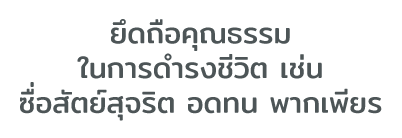 ยึดถือคุณธรรม
ในการดำรงชีวิต เช่น
ซื่อสัตย์สุจริต อดทน พากเพียร